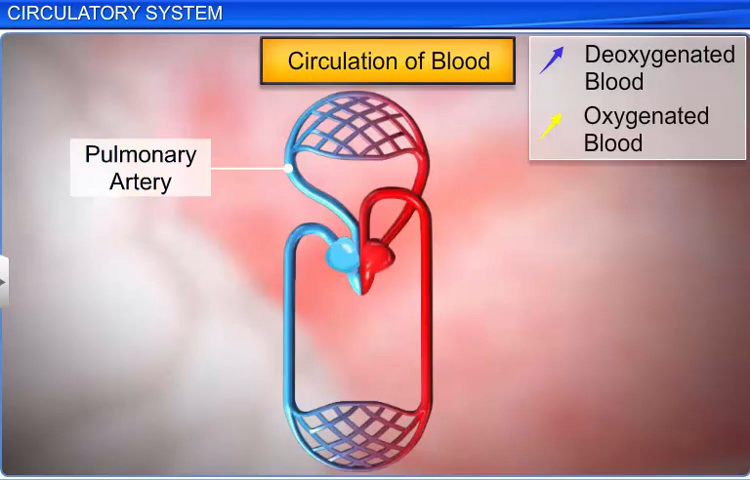 CIRCULATORY SYSTEM
Circulation of Blood
Deoxygenated
Blood
Oxygenated
Blood
Pulmonary
Artery